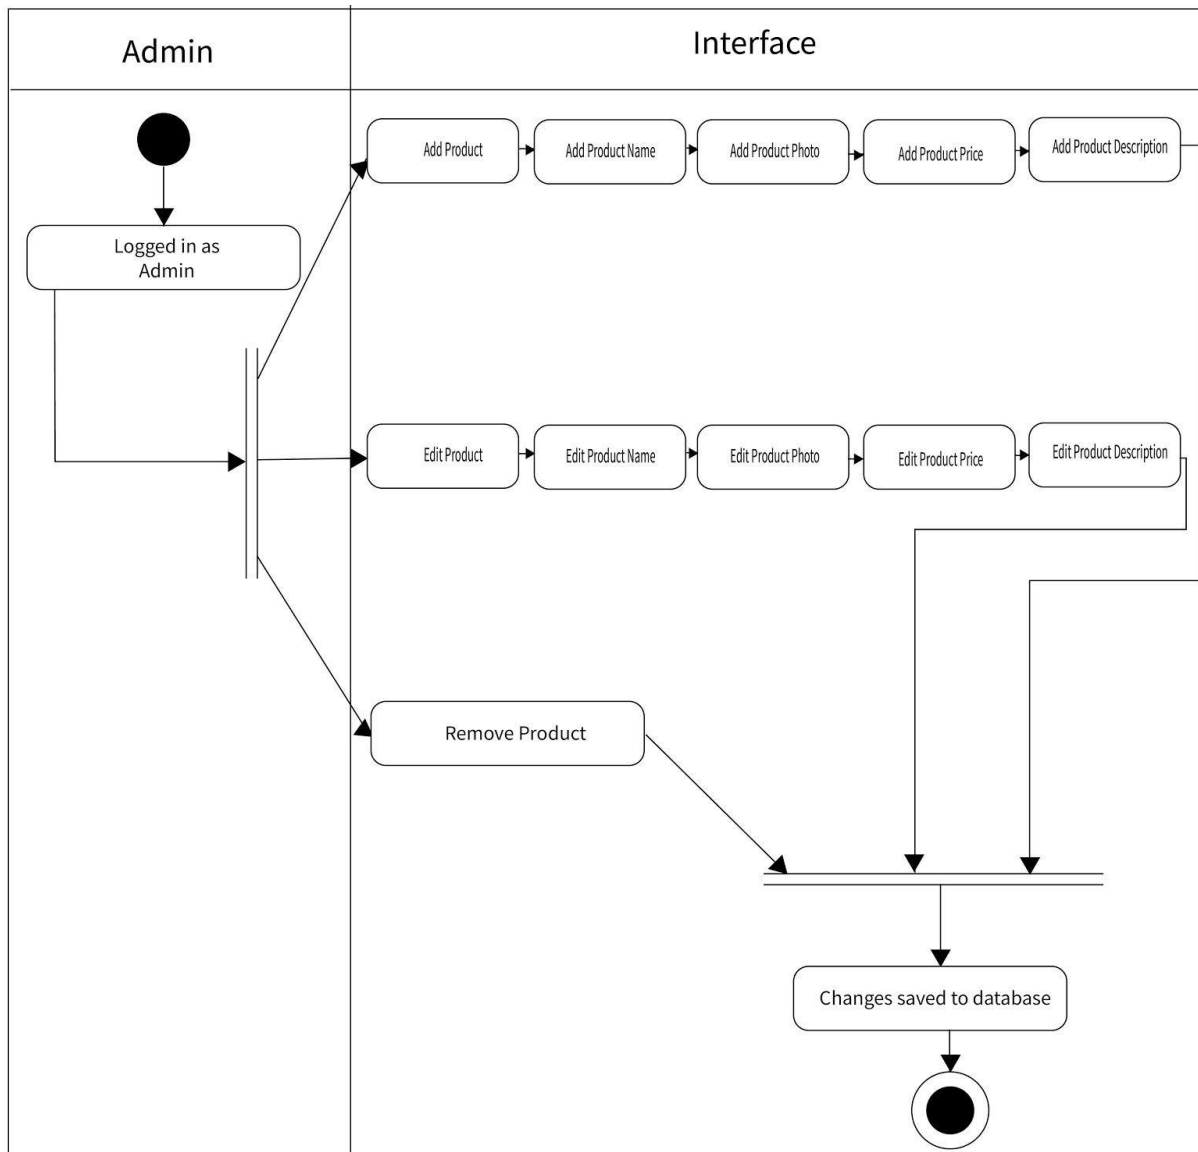 Admin
Interface
Add Product
Add Product Name
Add Product Photo
Add Product Price
Add Product Description
Logged in as
Admin
Edit Product
Edit Product Name
Edit Product Photo
Edit Product Price
Edit Product Description
Remove Product
Changes saved to database